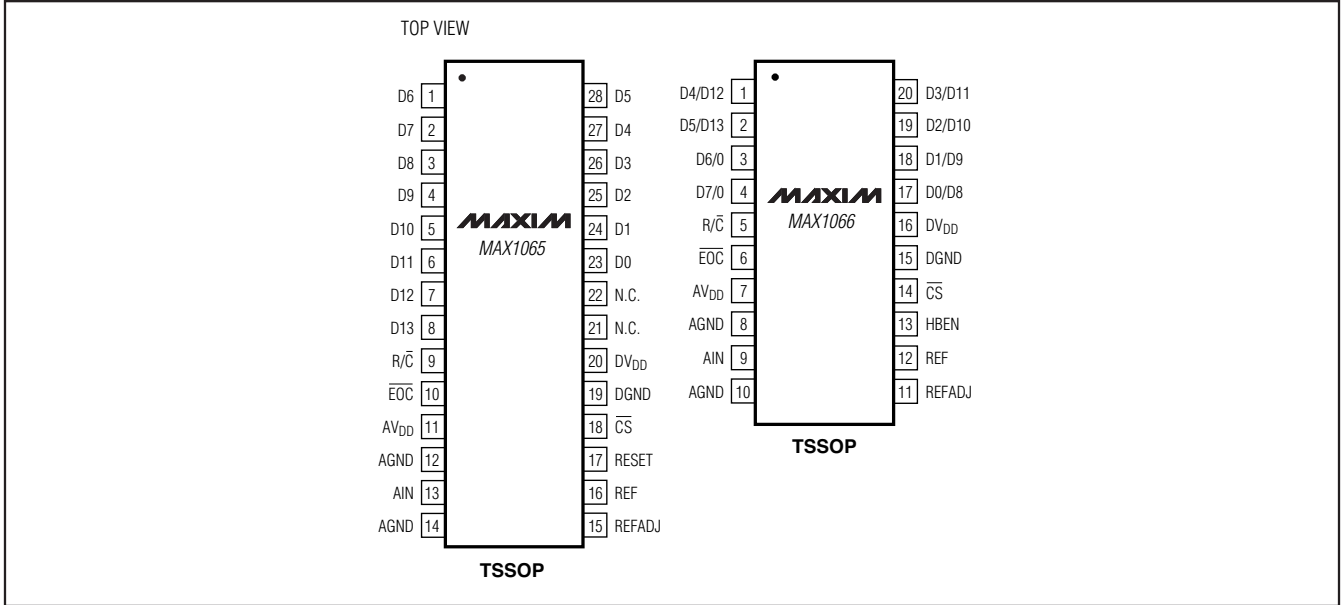 TOP VIEW
D6 1 28 D5
D7 2 27 D4
D8 3 26 D3
D9 4 25 D2
D10 5 24 D1
D11 6 23 D0
D12 7 22 N.C.
D13 8 21 N.C.
R/C̅ 9 20 DVDD
E̅O̅C̅ 10 19 DGND
AVDD 11 18 C̅S̅
AGND 12 17 RESET
AIN 13 16 REF
AGND 14 15 REFADJ
MAXIM
MAX1065
TSSOP
D4/D12 1 20 D3/D11
D5/D13 2 19 D2/D10
D6/0 3 18 D1/D9
D7/0 4 17 D0/D8
R/C̅ 5 16 DVDD
E̅O̅C̅ 6 15 DGND
AVDD 7 14 C̅S̅
AGND 8 13 HBEN
AIN 9 12 REF
AGND 10 11 REFADJ
MAXIM
MAX1066
TSSOP